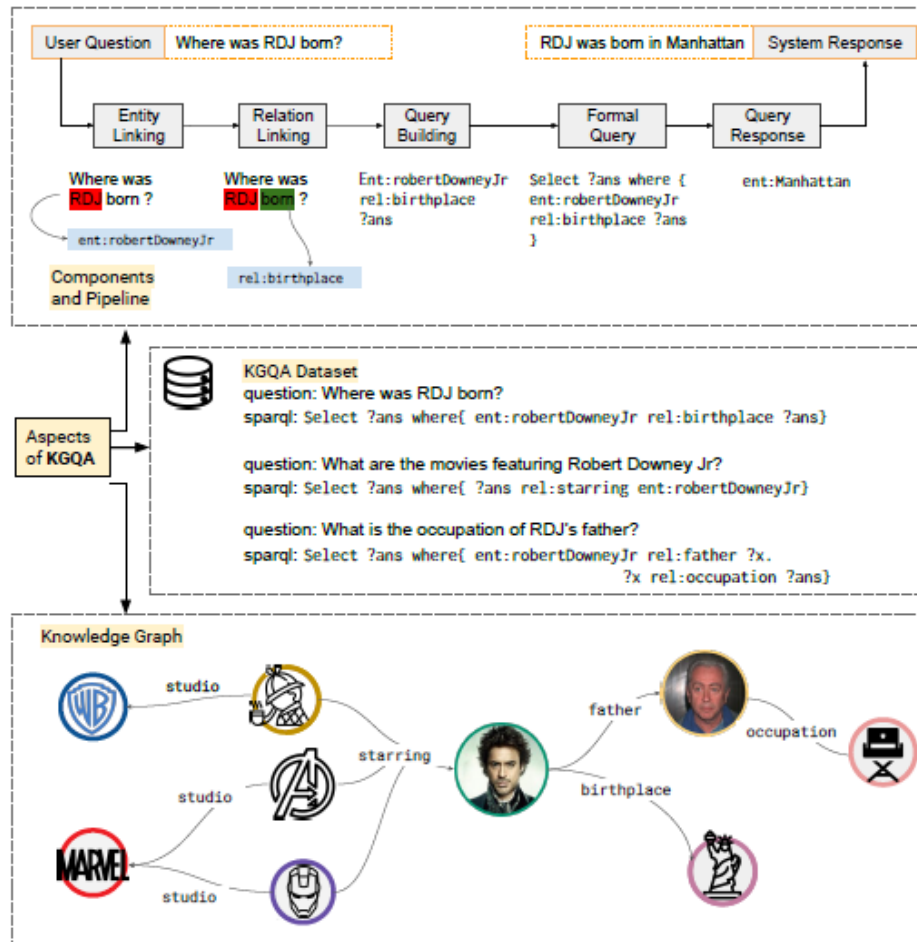 User Question
Where was RDJ born?
RDJ was born in Manhattan
System Response
Entity
Linking
Relation
Linking
Query
Building
Formal
Query
Query
Response
Where was
RDJ born ?
ent:robertDowneyJr
Where was
RDJ born ?
rel:birthplace
Ent:robertDowneyJr
rel:birthplace
?ans
Select ?ans where {
ent:robertDowneyJr
rel:birthplace ?ans
}
ent:Manhattan
Components
and Pipeline
Aspects
of KGQA
KGQA Dataset
question: Where was RDJ born?
sparql: Select ?ans where{ ent:robertDowneyJr rel:birthplace ?ans}
question: What are the movies featuring Robert Downey Jr?
sparql: Select ?ans where{ ?ans rel:starring ent:robertDowneyJr}
question: What is the occupation of RDJ's father?
sparql: Select ?ans where{ ent:robertDowneyJr rel:father ?x.
?x rel:occupation ?ans}
Knowledge Graph
WB
studio
starring
studio
MARVEL
studio
father
occupation
birthplace